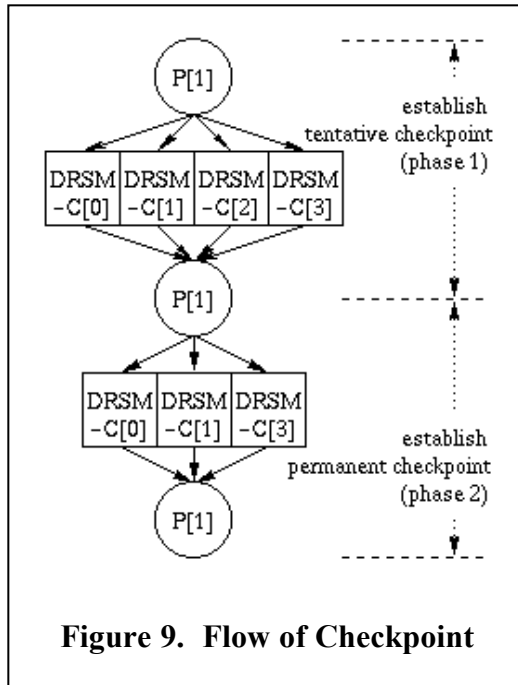 P[1]
establish
tentative checkpoint
(phase 1)
DRSM DRSM DRSM DRSM
-C[0] -C[1] -C[2] -C[3]
P[1]
DRSM DRSM DRSM
-C[0] -C[1] -C[3]
establish
permanent checkpoint
(phase 2)
P[1]
Figure 9. Flow of Checkpoint